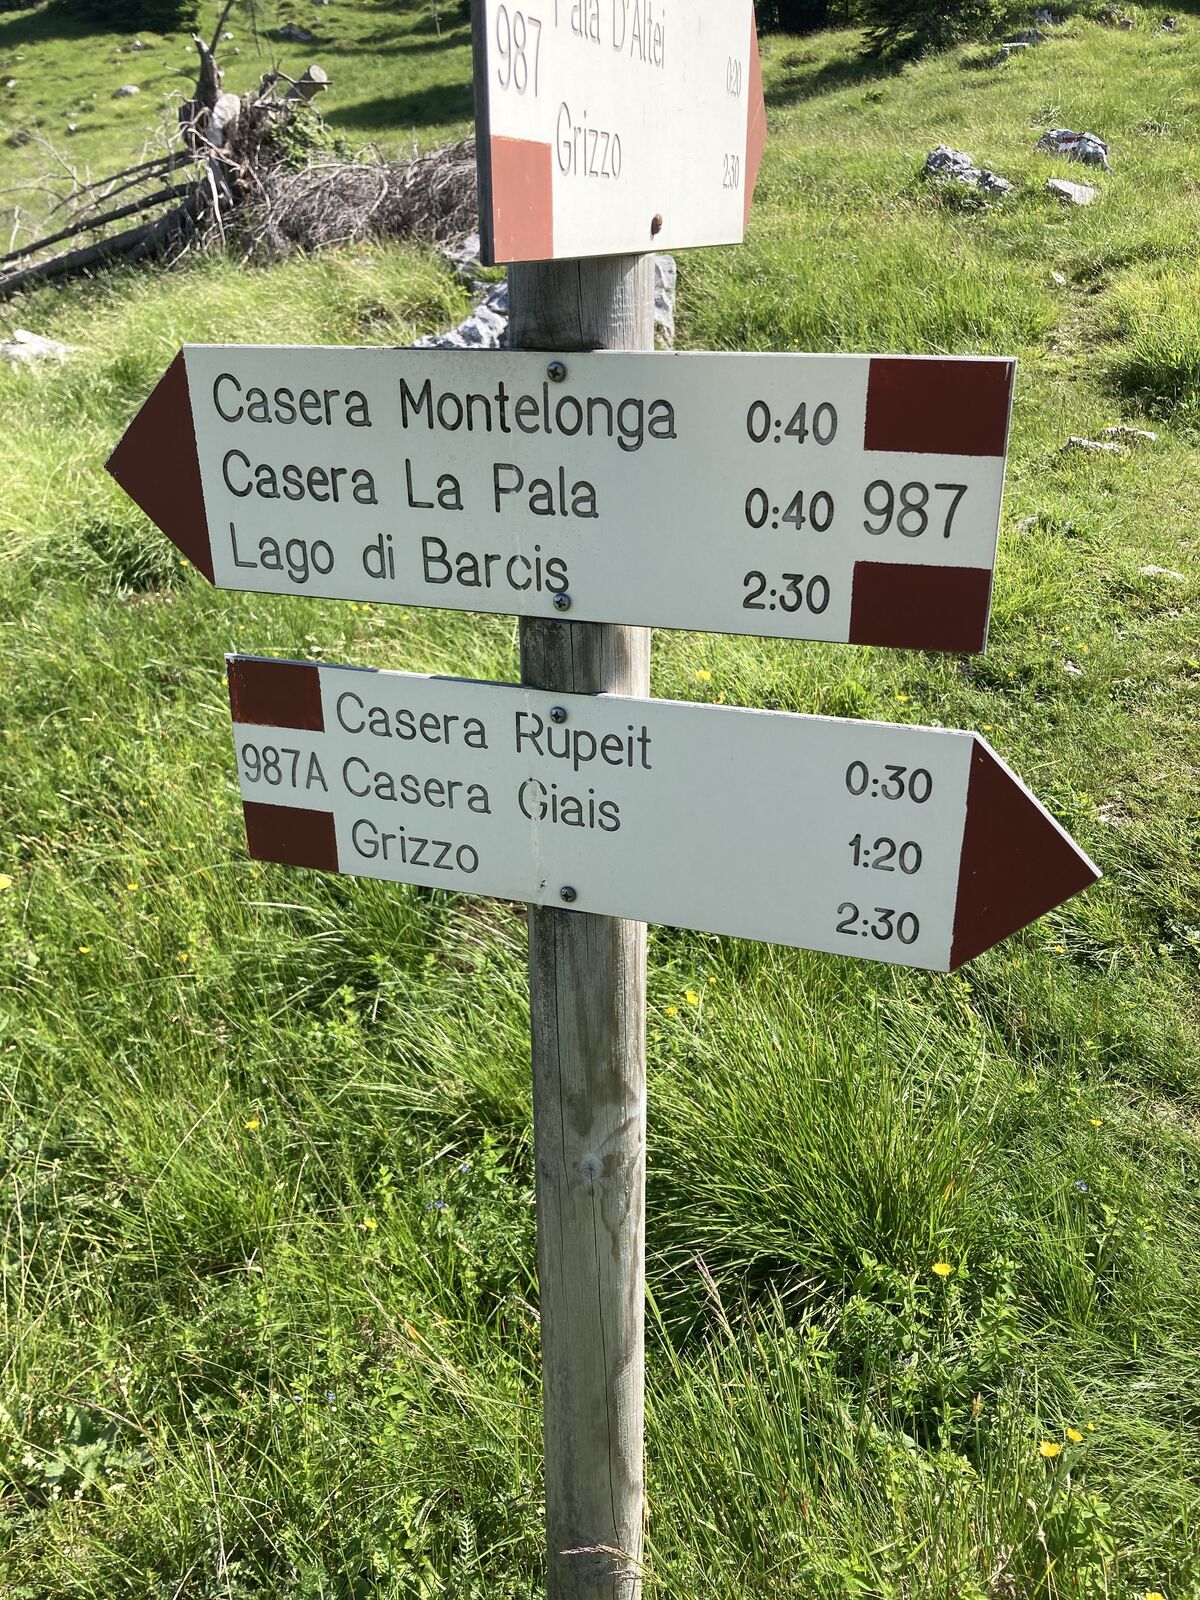 987 Pala D'Altei 0:20
Grizzo 2:30
Casera Montelonga 0:40
Casera La Pala 0:40 987
Lago di Barcis 2:30
Casera Rupeit 0:30
987A Casera Giais 1:20
Grizzo 2:30